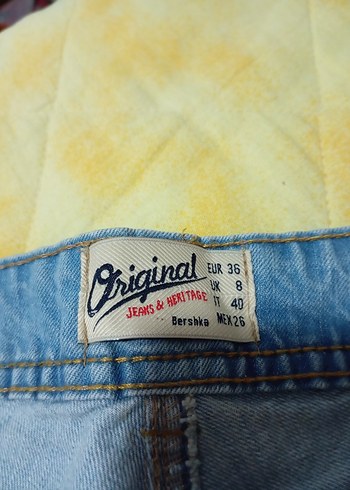 Original
JEANS & HERITAGE
Bershka
EUR 36
UK 8
IT 40
MEX 26